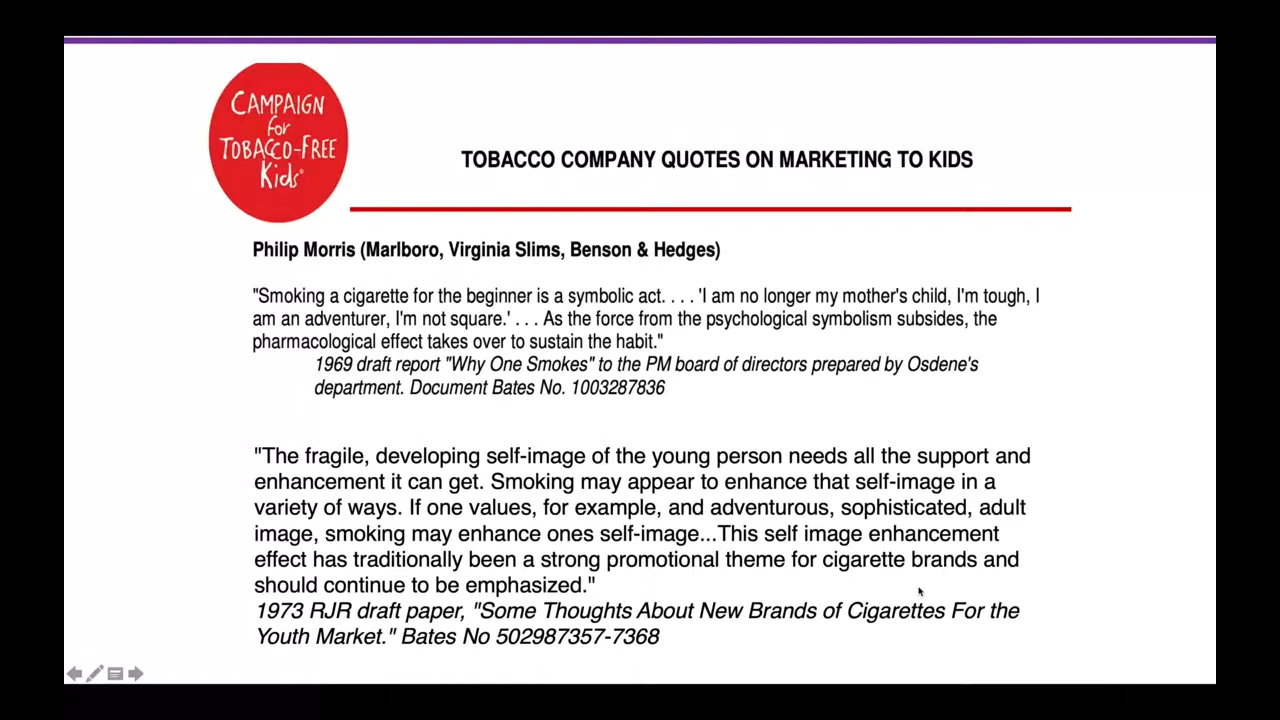 CAMPAIGN
for
TOBACCO-FREE
Kids®
TOBACCO COMPANY QUOTES ON MARKETING TO KIDS
Philip Morris (Marlboro, Virginia Slims, Benson & Hedges)
"Smoking a cigarette for the beginner is a symbolic act. . . . 'I am no longer my mother's child, I'm tough, I
am an adventurer, I'm not square.' . . . As the force from the psychological symbolism subsides, the
pharmacological effect takes over to sustain the habit."
1969 draft report "Why One Smokes" to the PM board of directors prepared by Osdene's
department. Document Bates No. 1003287836
"The fragile, developing self-image of the young person needs all the support and
enhancement it can get. Smoking may appear to enhance that self-image in a
variety of ways. If one values, for example, and adventurous, sophisticated, adult
image, smoking may enhance ones self-image...This self image enhancement
effect has traditionally been a strong promotional theme for cigarette brands and
should continue to be emphasized."
1973 RJR draft paper, "Some Thoughts About New Brands of Cigarettes For the
Youth Market." Bates No 502987357-7368